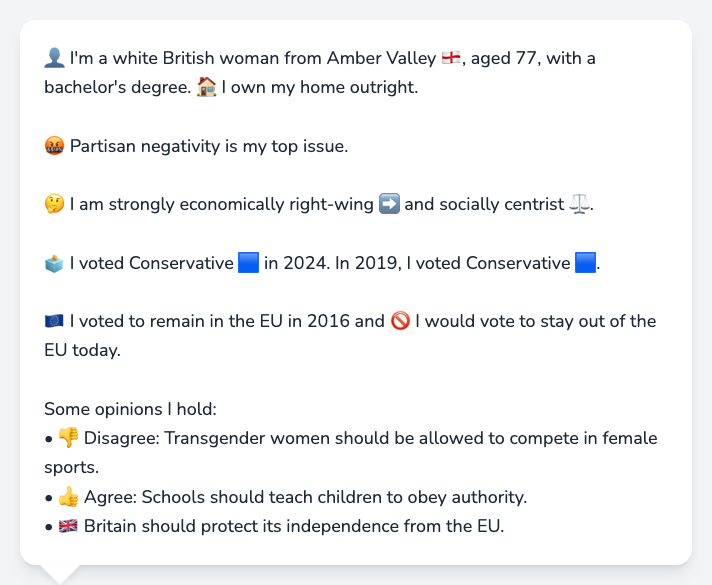 👤 I'm a white British woman from Amber Valley 🏴󠁧󠁢󠁥󠁮󠁧󠁿, aged 77, with a
bachelor's degree. 🏠 I own my home outright.
🤬 Partisan negativity is my top issue.
🤔 I am strongly economically right-wing ➡️ and socially centrist ⚖️.
🗳️ I voted Conservative 🟦 in 2024. In 2019, I voted Conservative 🟦.
🇪🇺 I voted to remain in the EU in 2016 and 🚫 I would vote to stay out of the
EU today.
Some opinions I hold:
• 👎 Disagree: Transgender women should be allowed to compete in female
sports.
• 👍 Agree: Schools should teach children to obey authority.
• 🇬🇧 Britain should protect its independence from the EU.